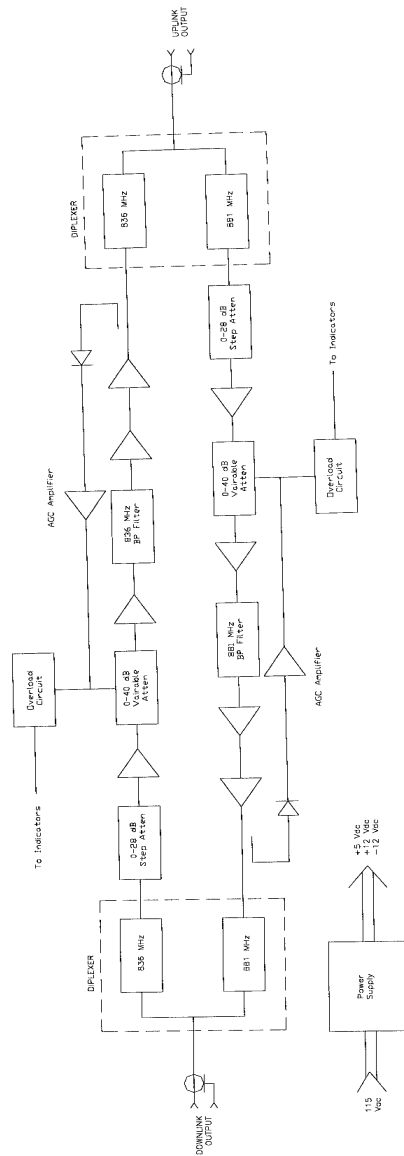 UPLINK
OUTPUT
DIPLEXER
836 MHz
881 MHz
0-28 dB
Step Atten
To Indicators
Overload
Circuit
0-40 dB
Vairable
Atten
AGC Amplifier
836 MHz
BP Filter
881 MHz
BP Filter
AGC Amplifier
Overload
Circuit
To Indicators
0-40 dB
Vairable
Atten
0-28 dB
Step Atten
DIPLEXER
836 MHz
881 MHz
DOWNLINK
OUTPUT
+5 Vdc
+12 Vdc
-12 Vdc
Power
Supply
115
Vac